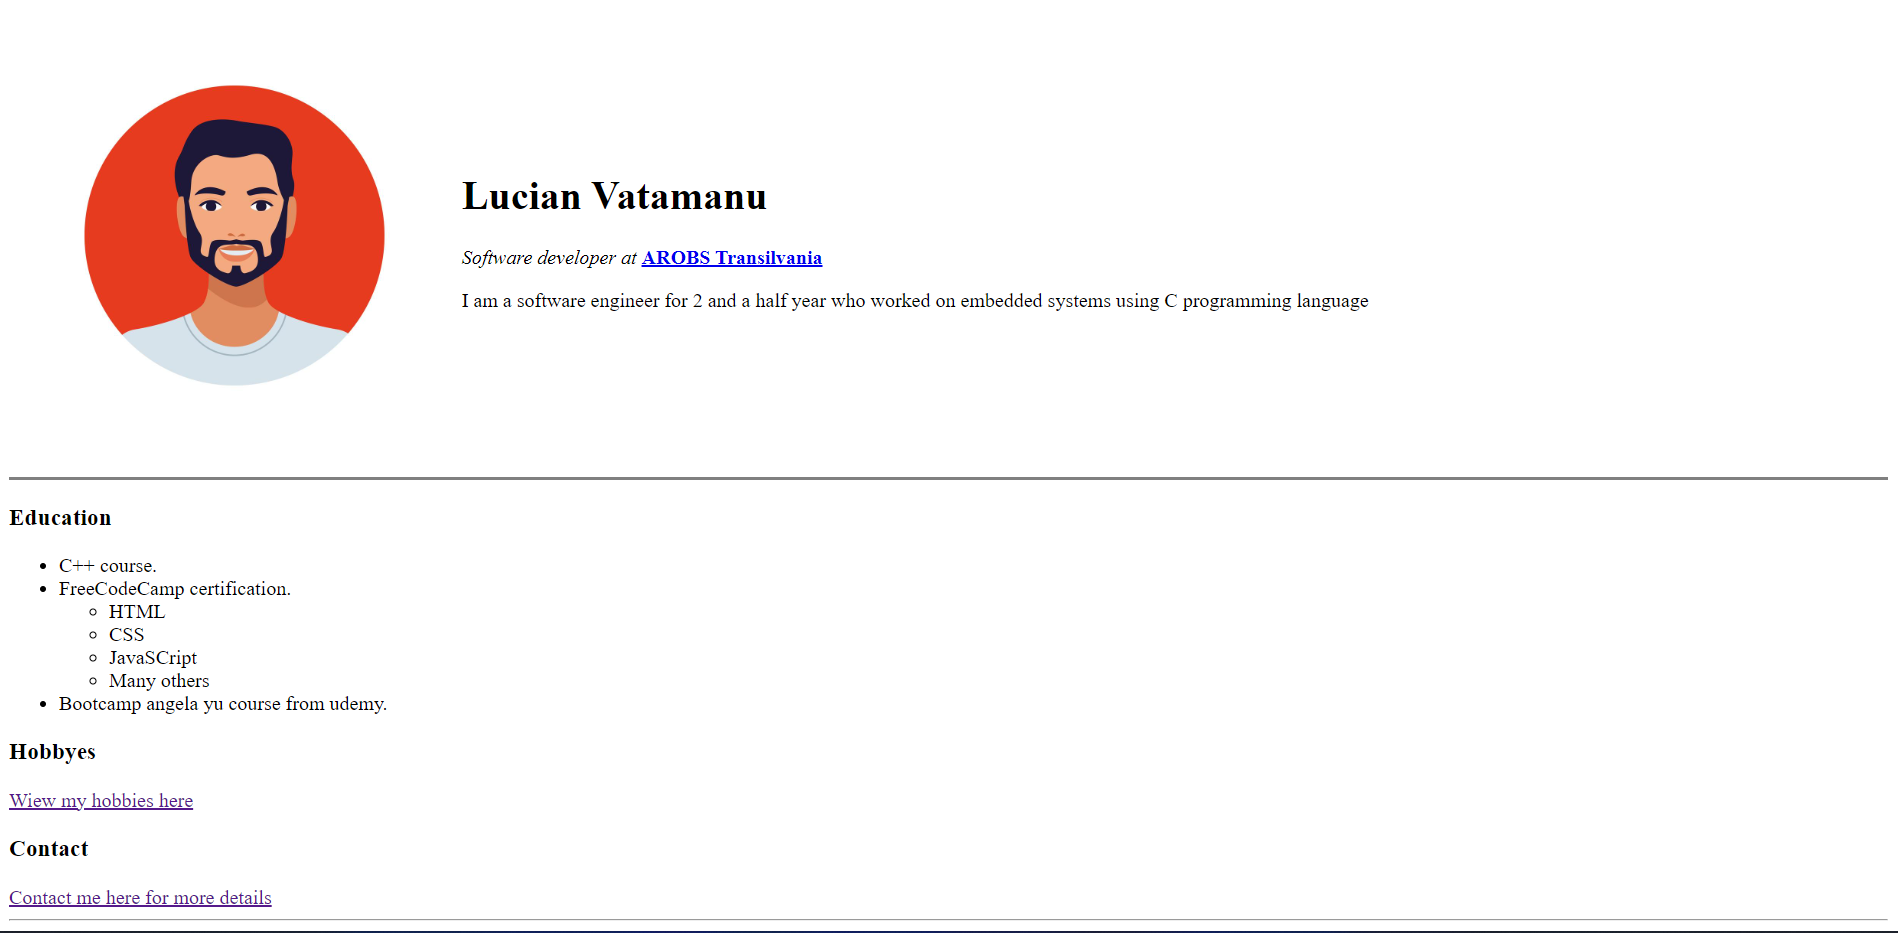 Lucian Vatamanu
Software developer at AROBS Transilvania
I am a software engineer for 2 and a half year who worked on embedded systems using C programming language
Education
C++ course.
FreeCodeCamp certification.
HTML
CSS
JavaSCript
Many others
Bootcamp angela yu course from udemy.
Hobbyes
Wiew my hobbies here
Contact
Contact me here for more details